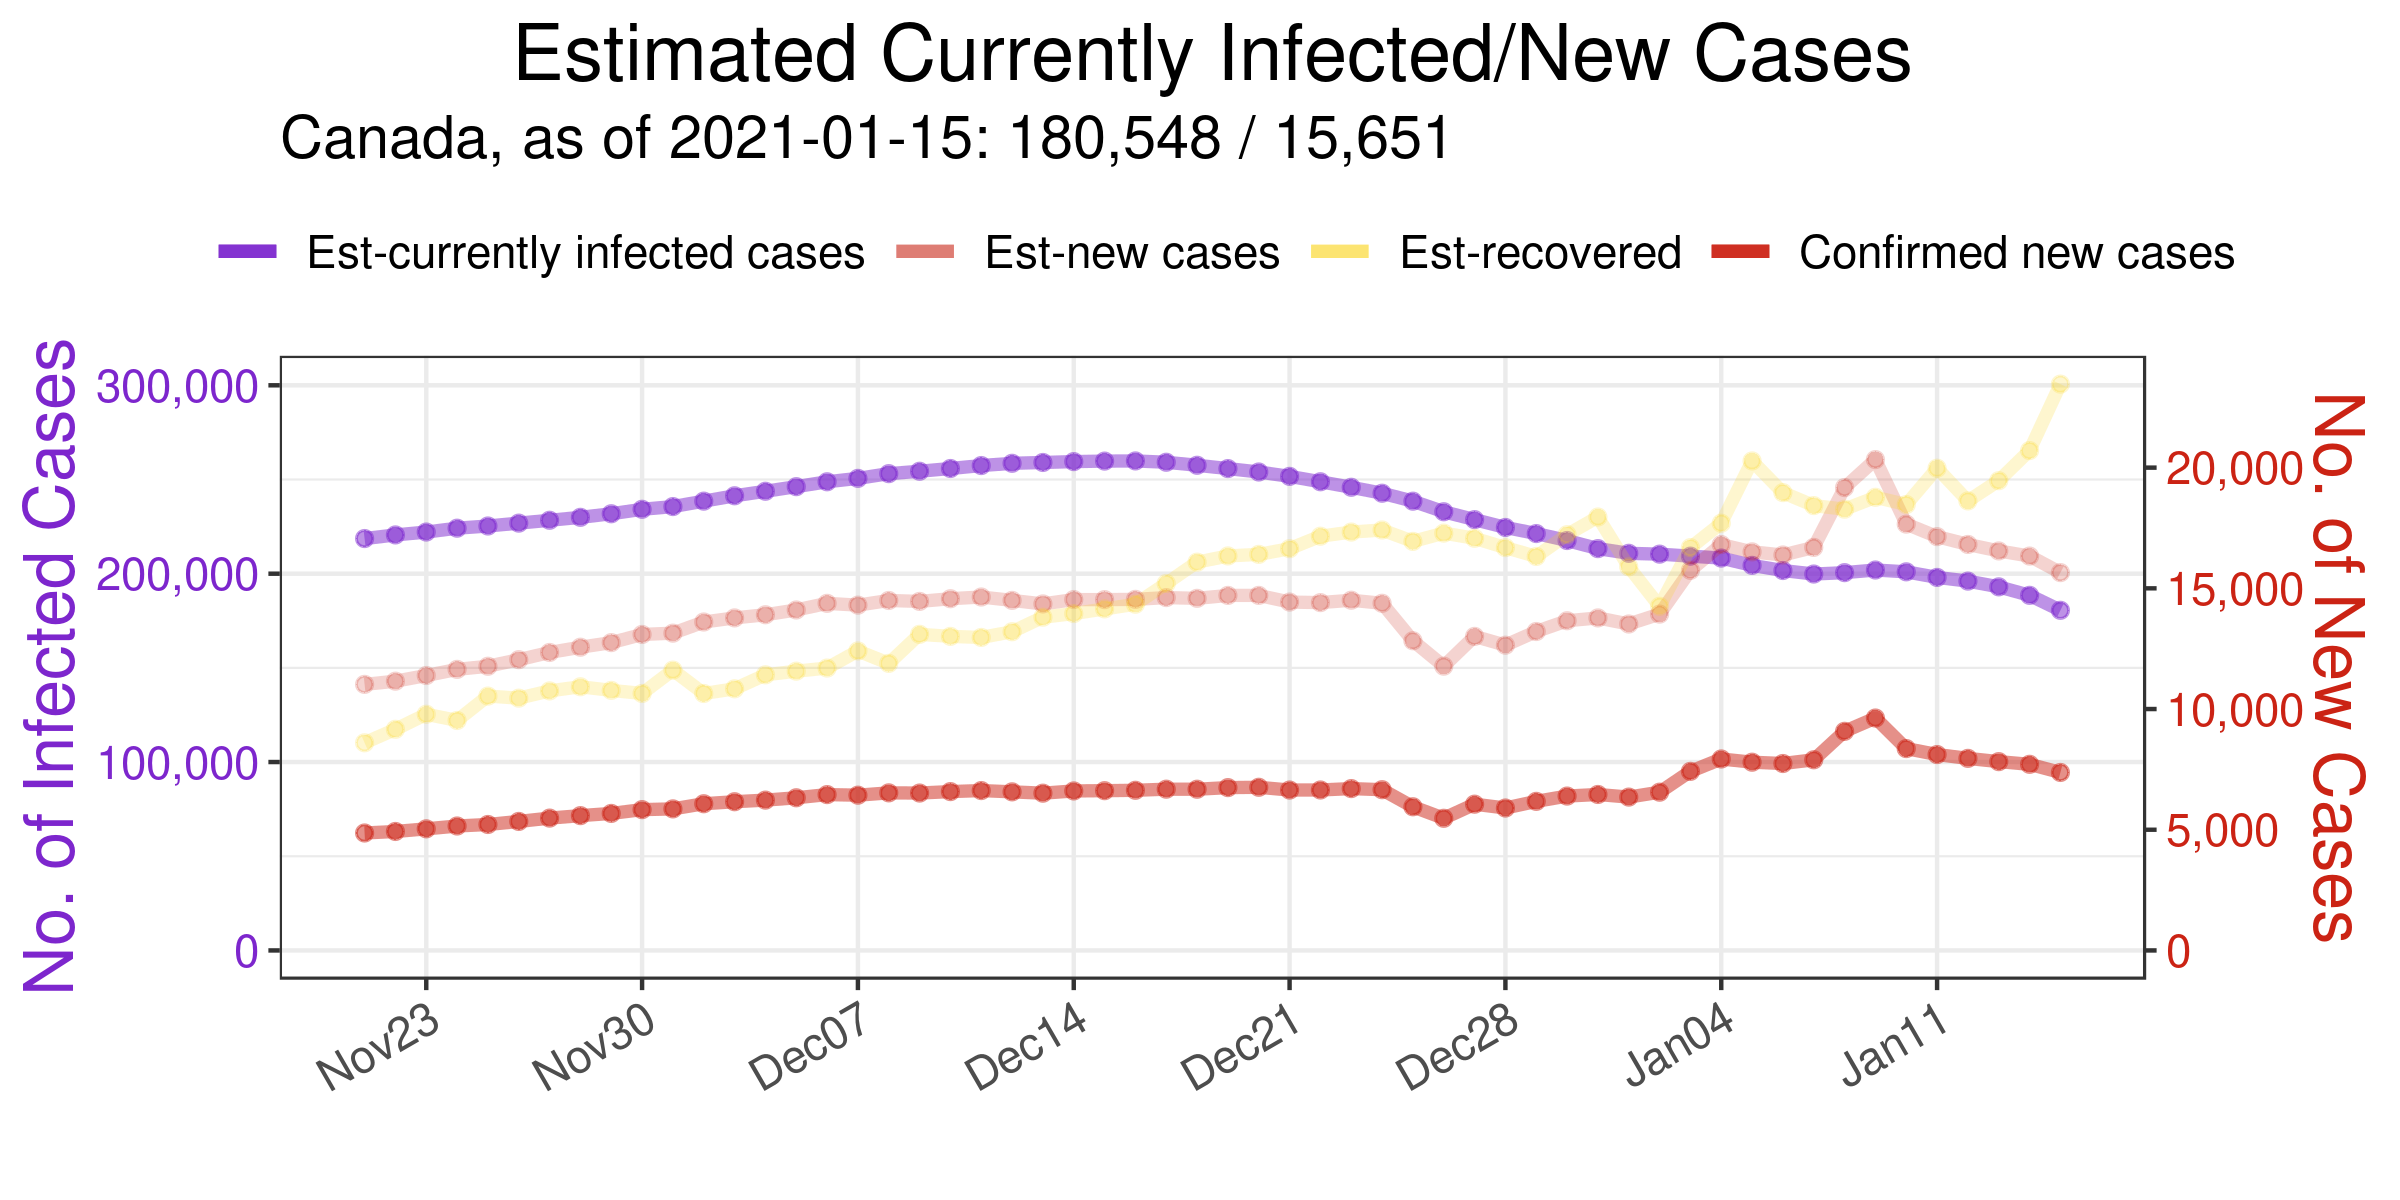 Estimated Currently Infected/New Cases
Canada, as of 2021-01-15: 180,548 / 15,651
Est-currently infected cases Est-new cases Est-recovered Confirmed new cases
No. of Infected Cases
300,000
200,000
100,000
0
20,000
15,000
10,000
5,000
0
No. of New Cases
Nov23 Nov30 Dec07 Dec14 Dec21 Dec28 Jan04 Jan11